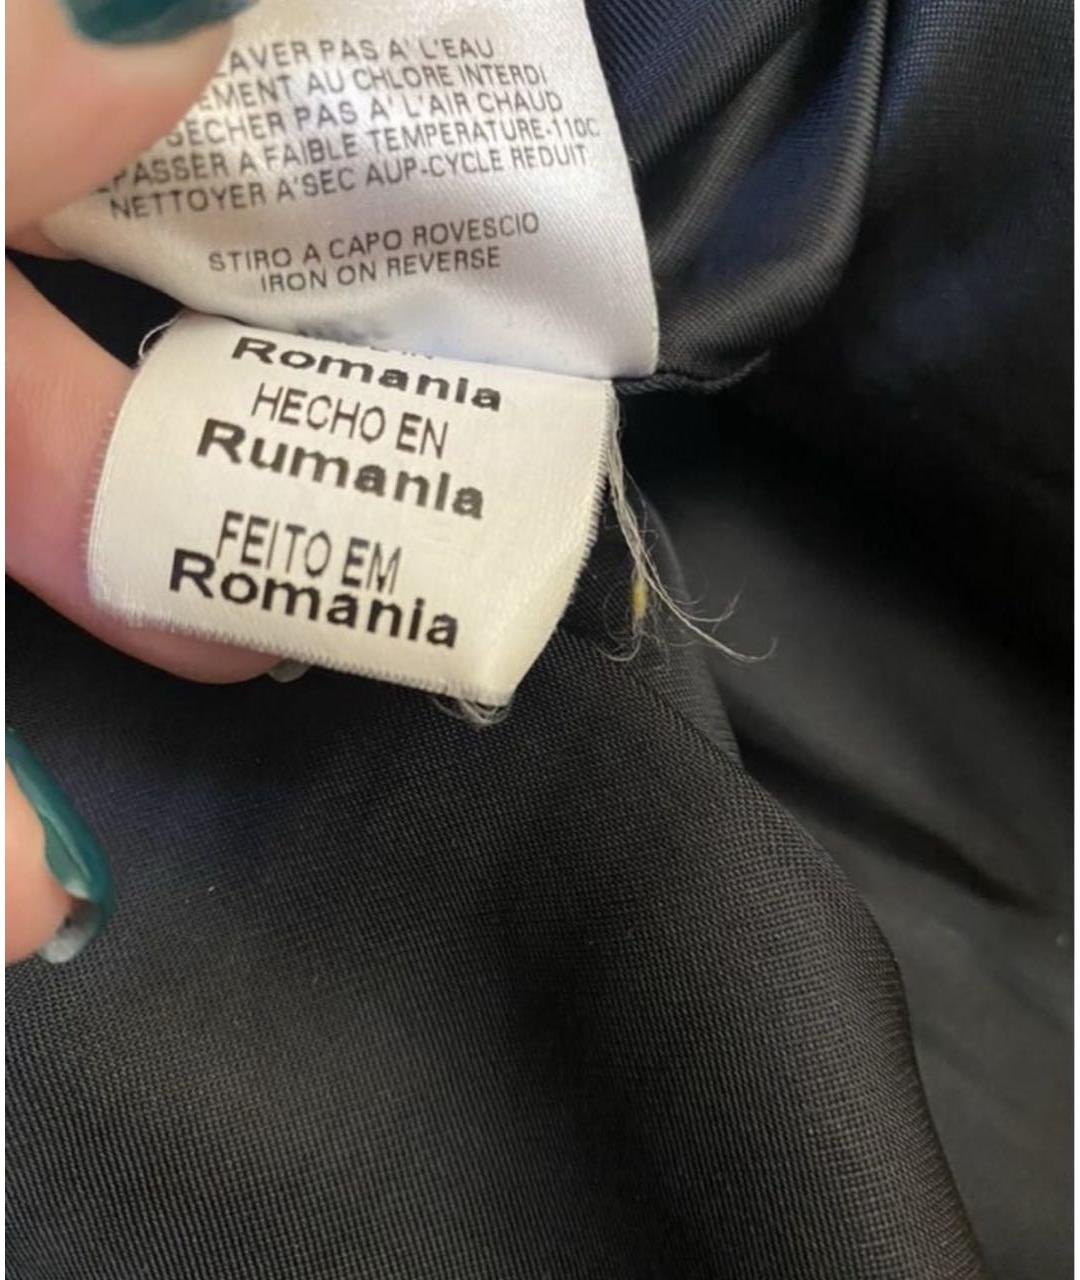 LAVER PAS A' L'EAU
EMENT AU CHLORE INTERDI
SECHER PAS A' L'AIR CHAUD
PASSER A FAIBLE TEMPERATURE-110C
NETTOYER A'SEC AUP-CYCLE REDUIT
STIRO A CAPO ROVESCIO
IRON ON REVERSE
Romania
HECHO EN
Rumania
FEITO EM
Romania